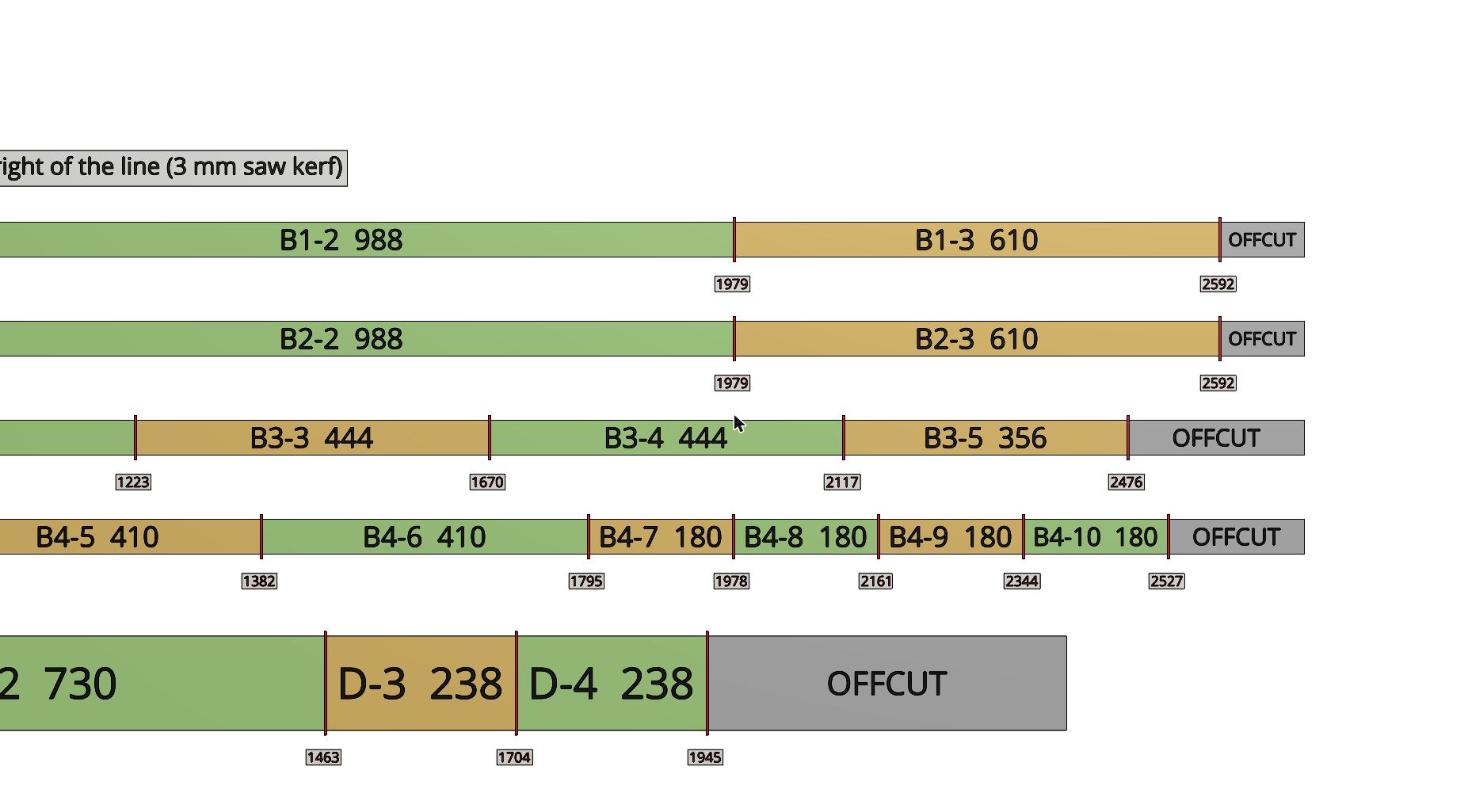 right of the line (3 mm saw kerf)
B1-2 988 B1-3 610 OFFCUT
1979 2592
B2-2 988 B2-3 610 OFFCUT
1979 2592
B3-3 444 B3-4 444 B3-5 356 OFFCUT
1223 1670 2117 2476
B4-5 410 B4-6 410 B4-7 180 B4-8 180 B4-9 180 B4-10 180 OFFCUT
1382 1795 1978 2161 2344 2527
2 730 D-3 238 D-4 238 OFFCUT
1463 1704 1945